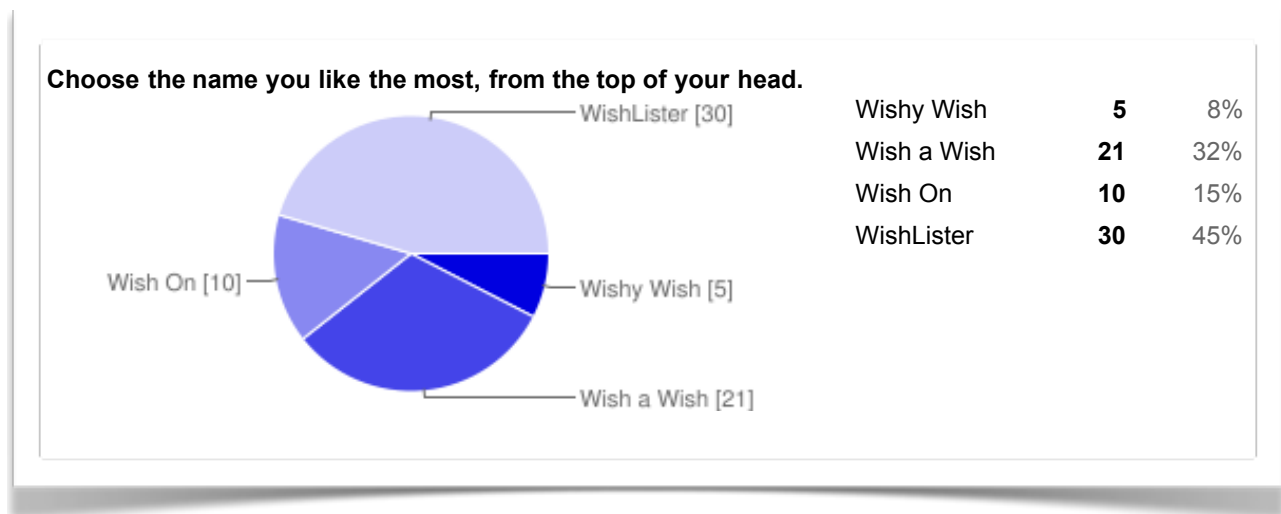 Choose the name you like the most, from the top of your head.
WishLister [30]
Wish On [10]
Wishy Wish [5]
Wish a Wish [21]
Wishy Wish 5 8%
Wish a Wish 21 32%
Wish On 10 15%
WishLister 30 45%